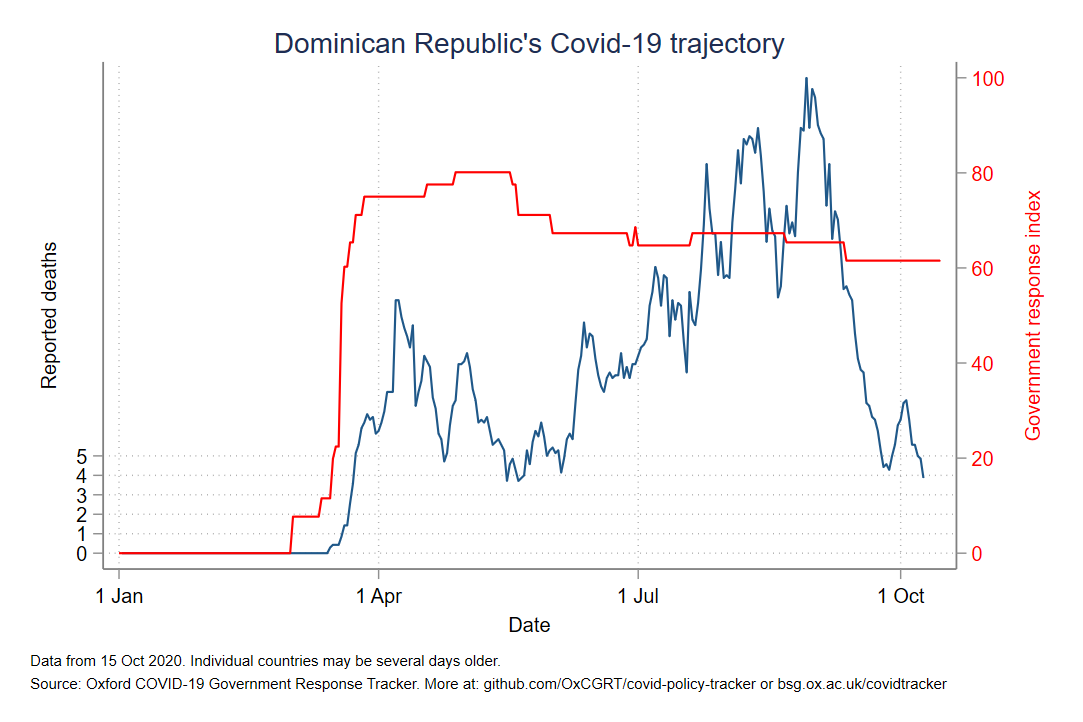 Dominican Republic's Covid-19 trajectory
Reported deaths
5
4
3
2
1
0
100
80
60
40
20
0
Government response index
1 Jan
1 Apr
1 Jul
1 Oct
Date
Data from 15 Oct 2020. Individual countries may be several days older.
Source: Oxford COVID-19 Government Response Tracker. More at: github.com/OxCGRT/covid-policy-tracker or bsg.ox.ac.uk/covidtracker